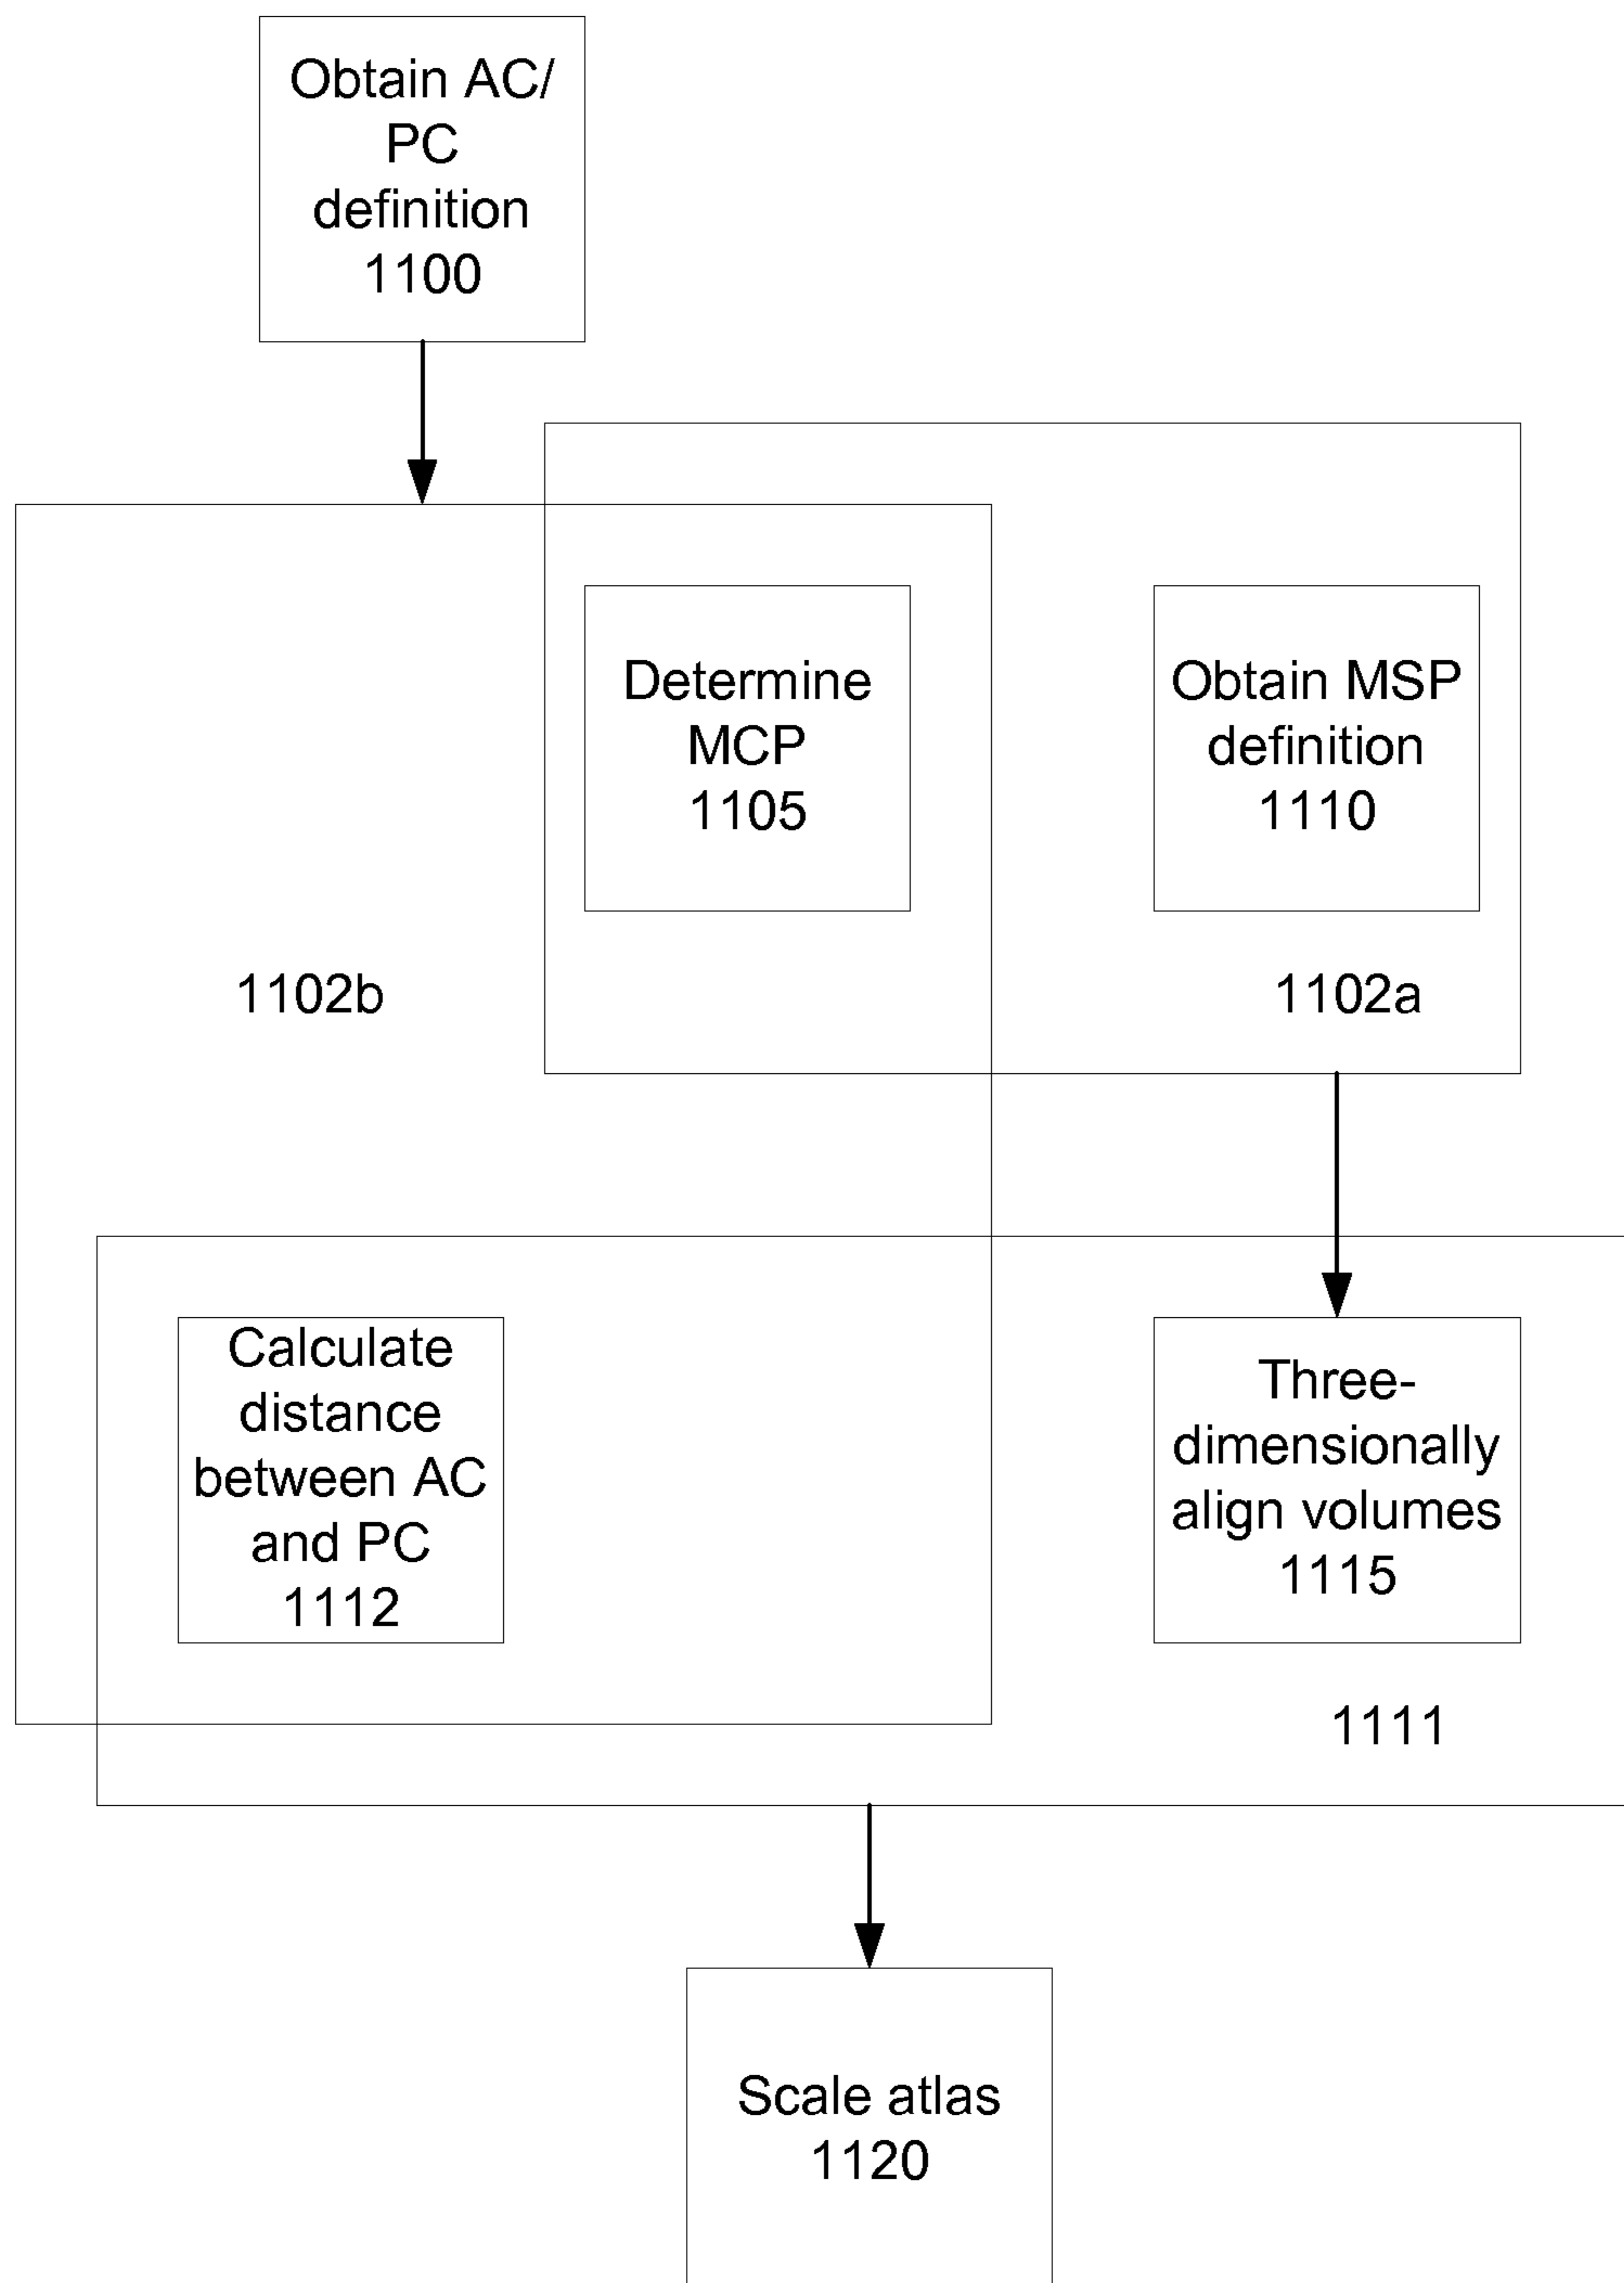 Obtain AC/
PC
definition
1100
Determine
MCP
1105
Obtain MSP
definition
1110
1102b
1102a
Calculate
distance
between AC
and PC
1112
Three-
dimensionally
align volumes
1115
1111
Scale atlas
1120